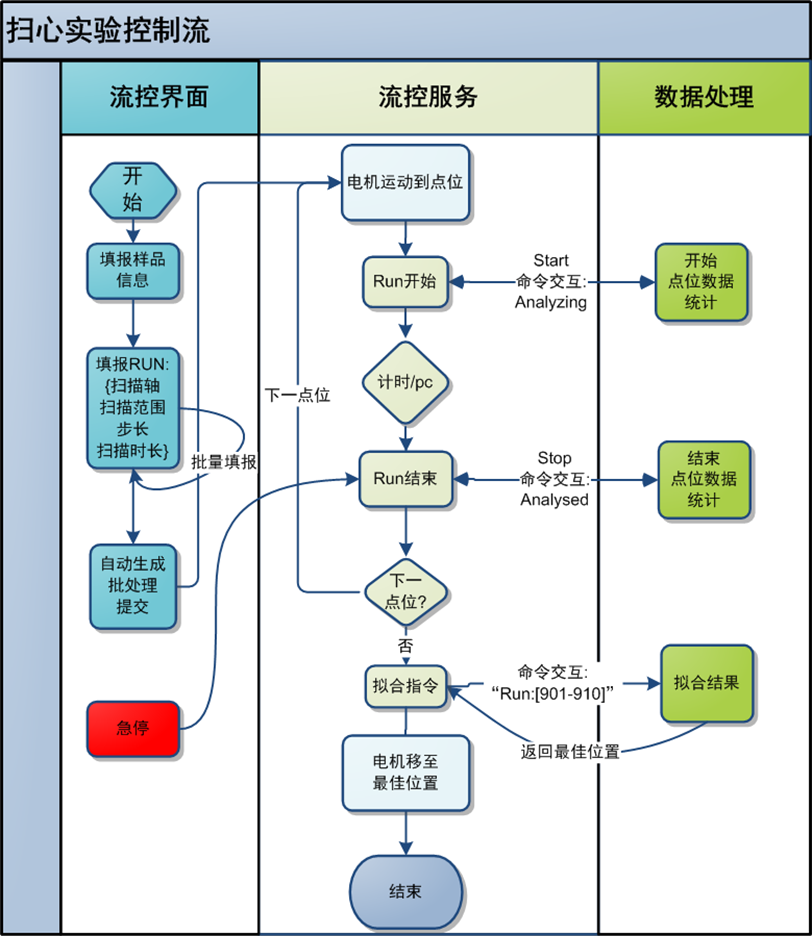 扫心实验控制流
流控界面
流控服务
数据处理
开
始
填报样品
信息
填报RUN:
{扫描轴
扫描范围
步长
扫描时长}
批量填报
自动生成
批处理
提交
急停
电机运动到点位
Run开始
计时/pc
下一点位
Run结束
下一
点位?
否
拟合指令
电机移至
最佳位置
结束
Start
命令交互:
Analyzing
Stop
命令交互:
Analysed
命令交互:
“Run:[901-910]”
返回最佳位置
开始
点位数据
统计
结束
点位数据
统计
拟合结果